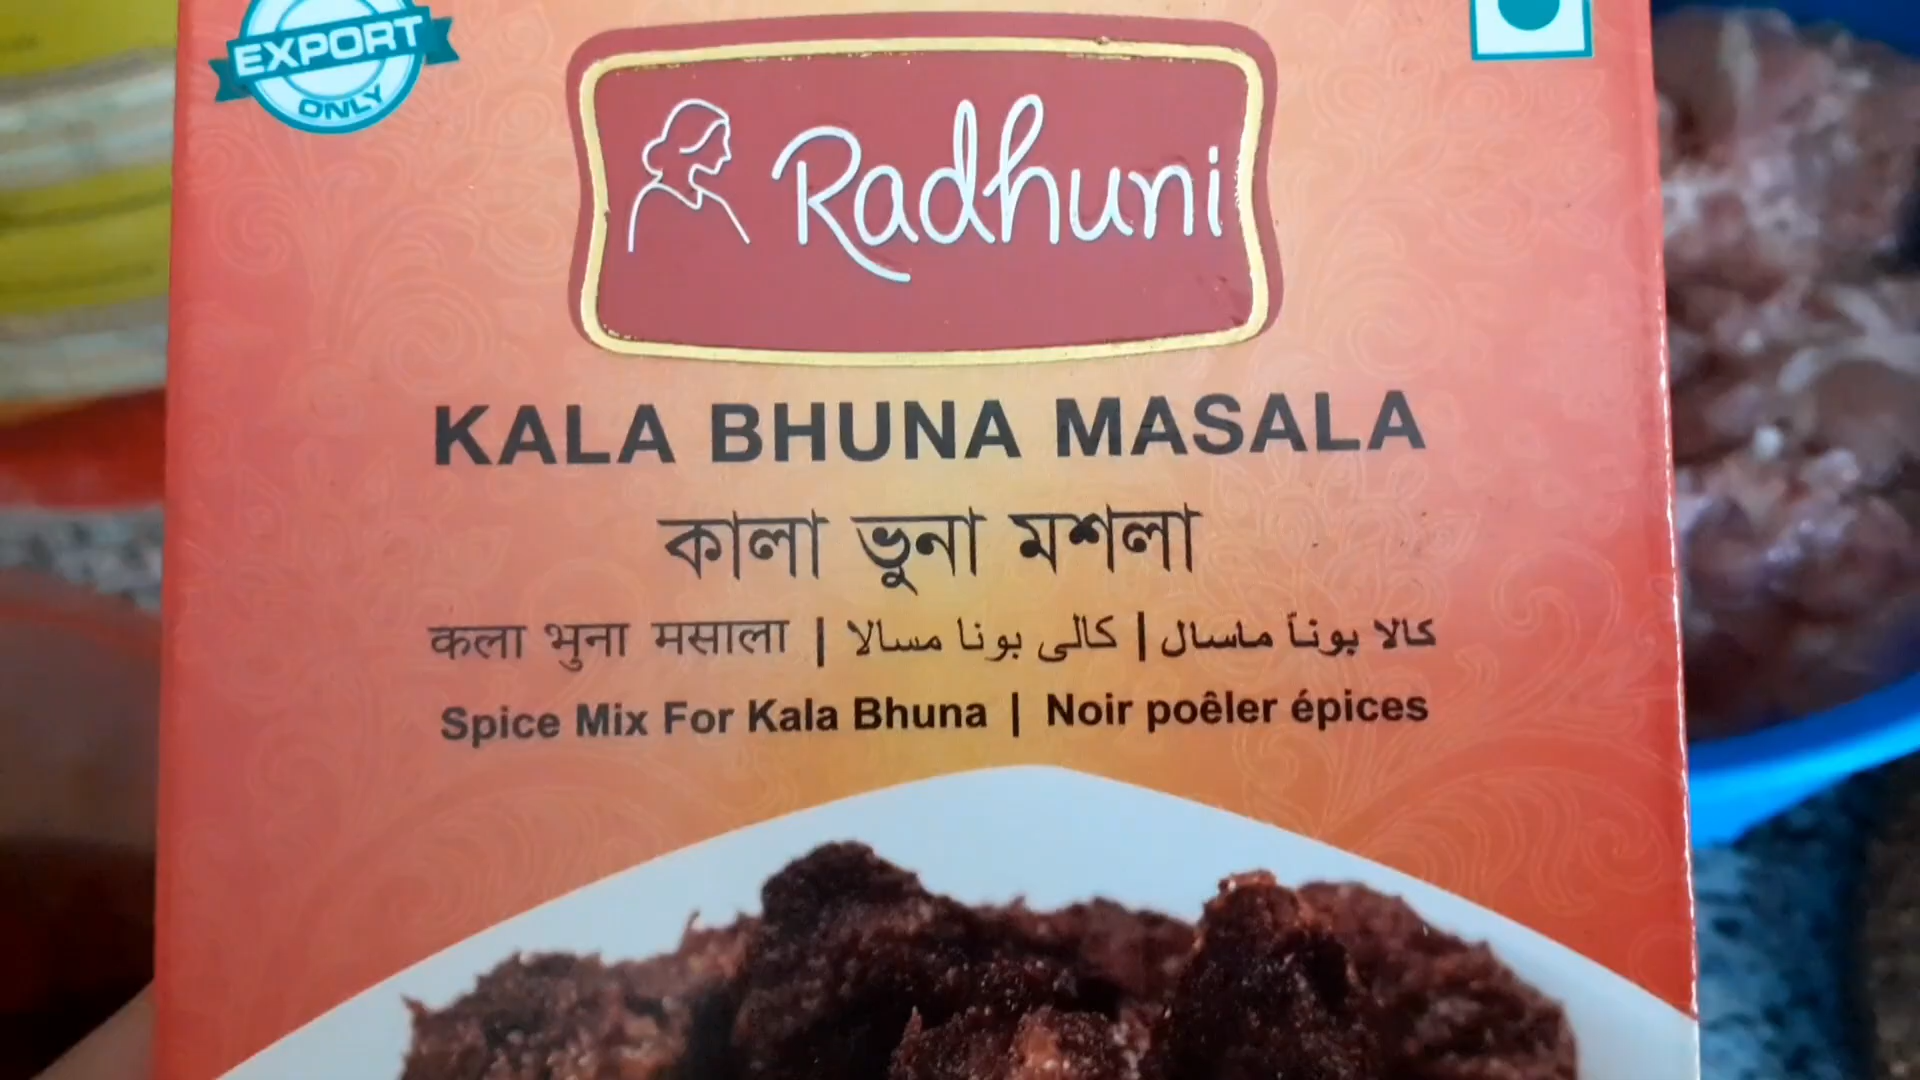 EXPORT
ONLY
Radhuni
KALA BHUNA MASALA
কালা ভুনা মশলা
कला भुना मसाला | کالی بونا مسالا | كالا بوناً ماسال
Spice Mix For Kala Bhuna | Noir poêler épices